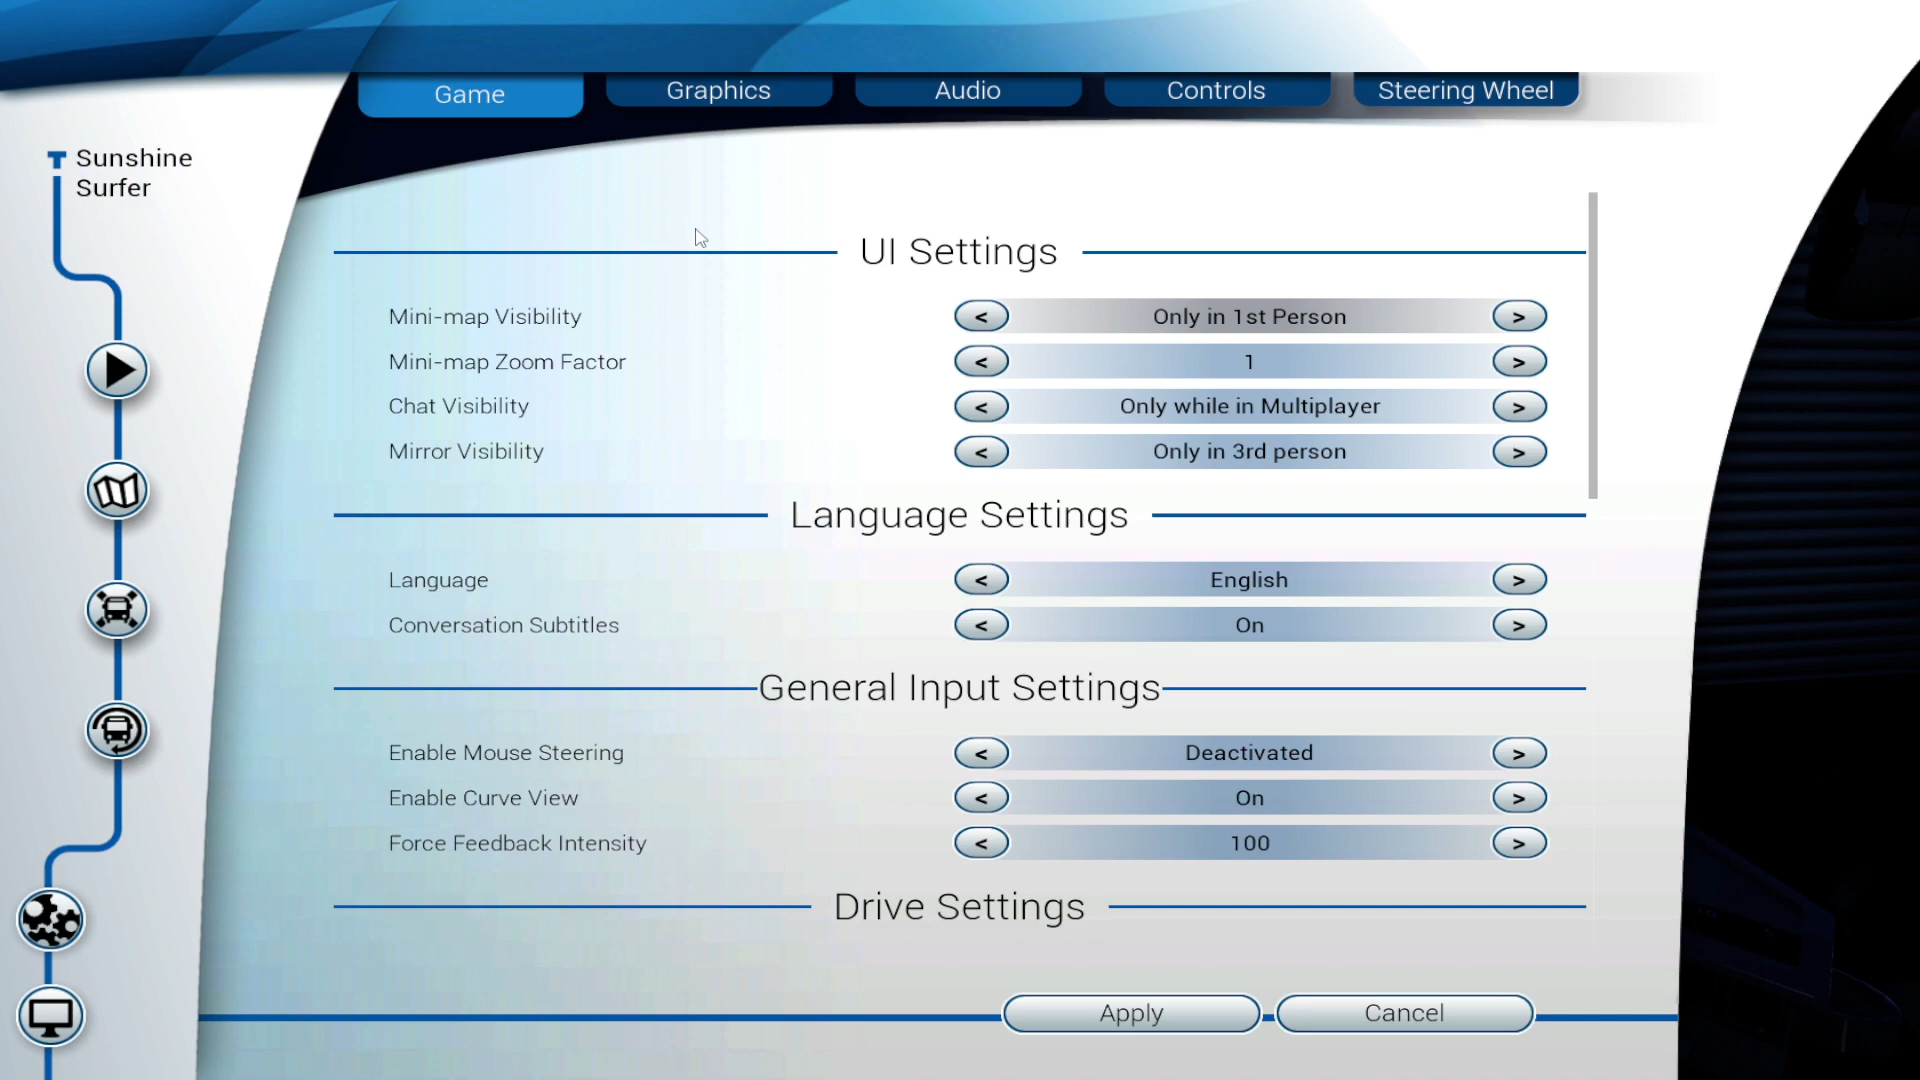 Game
Graphics
Audio
Controls
Steering Wheel
Sunshine
Surfer
UI Settings
Mini-map Visibility
< Only in 1st Person >
Mini-map Zoom Factor
< 1 >
Chat Visibility
< Only while in Multiplayer >
Mirror Visibility
< Only in 3rd person >
Language Settings
Language
< English >
Conversation Subtitles
< On >
General Input Settings
Enable Mouse Steering
< Deactivated >
Enable Curve View
< On >
Force Feedback Intensity
< 100 >
Drive Settings
Apply
Cancel